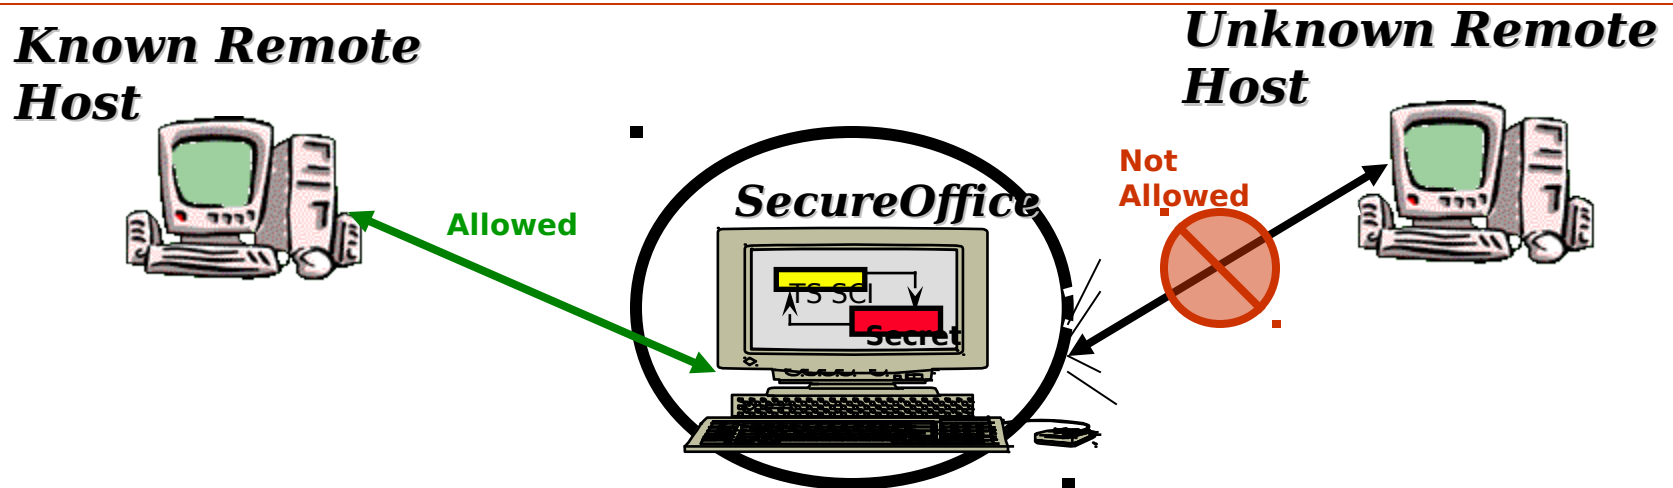 Known Remote
Host
Unknown Remote
Host
Not
Allowed
SecureOffice
Allowed
TS SCI
Secret